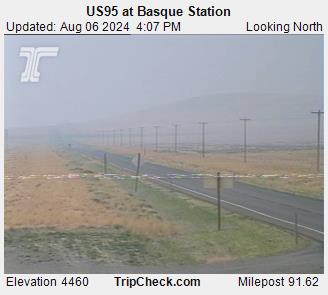 US95 at Basque Station
Updated: Aug 06 2024  4:07 PM
Looking North
Elevation 4460
TripCheck.com
Milepost 91.62